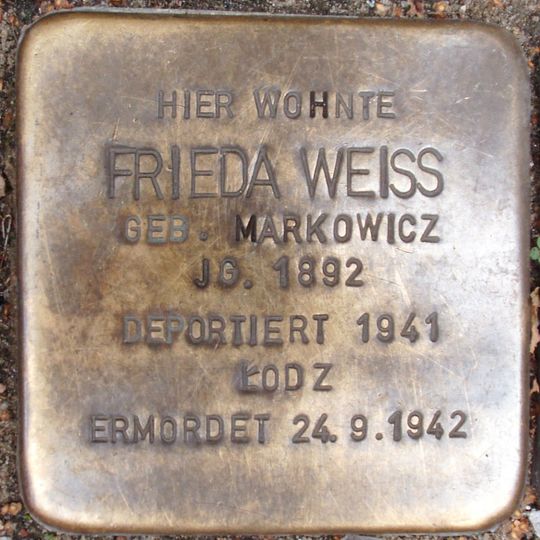 HIER WOHNTE
FRIEDA WEISS
GEB. MARKOWICZ
JG. 1892
DEPORTIERT 1941
ŁODZ
ERMORDET 24.9.1942